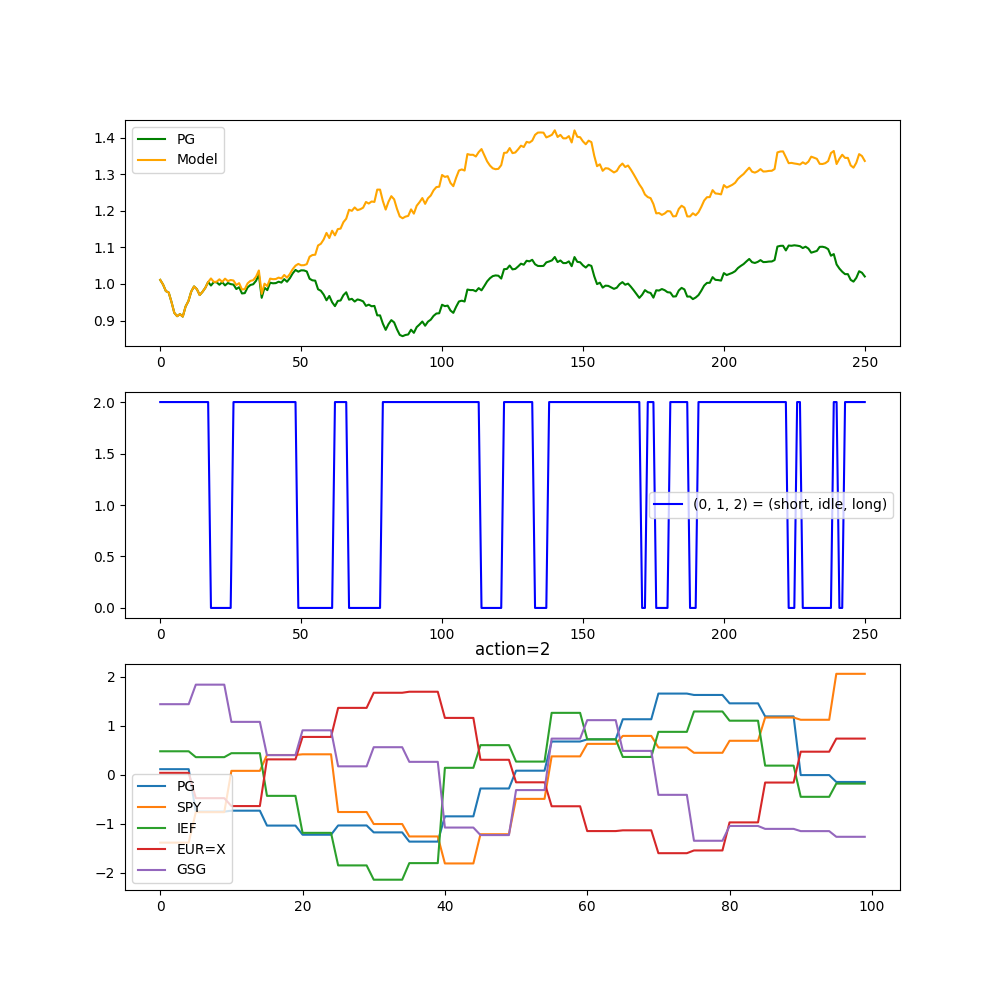 1.4
1.3
1.2
1.1
1.0
0.9
PG
Model
0 50 100 150 200 250
2.0
1.5
1.0
0.5
0.0
(0, 1, 2) = (short, idle, long)
0 50 100 150 200 250
action=2
2
1
0
−1
−2
PG
SPY
IEF
EUR=X
GSG
0 20 40 60 80 100